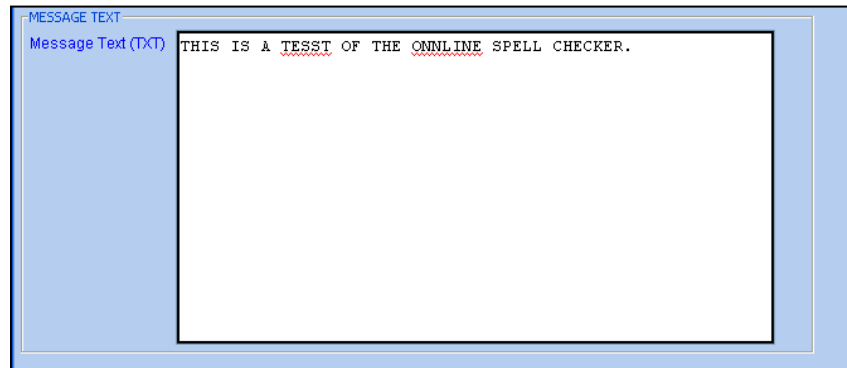 MESSAGE TEXT
Message Text (TXT) THIS IS A TESST OF THE ONNLINE SPELL CHECKER.